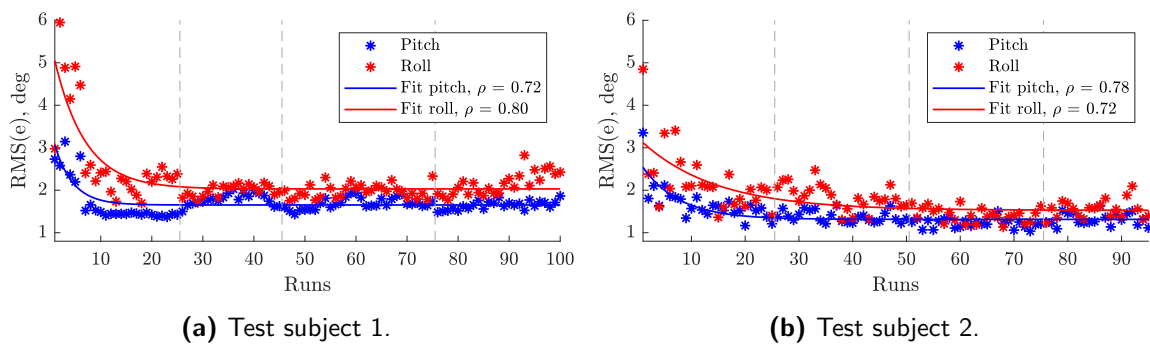 6
5
4
3
2
1
RMS(e), deg
10 20 30 40 50 60 70 80 90 100
Runs
Pitch
Roll
Fit pitch, ρ = 0.72
Fit roll, ρ = 0.80
(a) Test subject 1.
6
5
4
3
2
1
RMS(e), deg
10 20 30 40 50 60 70 80 90
Runs
Pitch
Roll
Fit pitch, ρ = 0.78
Fit roll, ρ = 0.72
(b) Test subject 2.